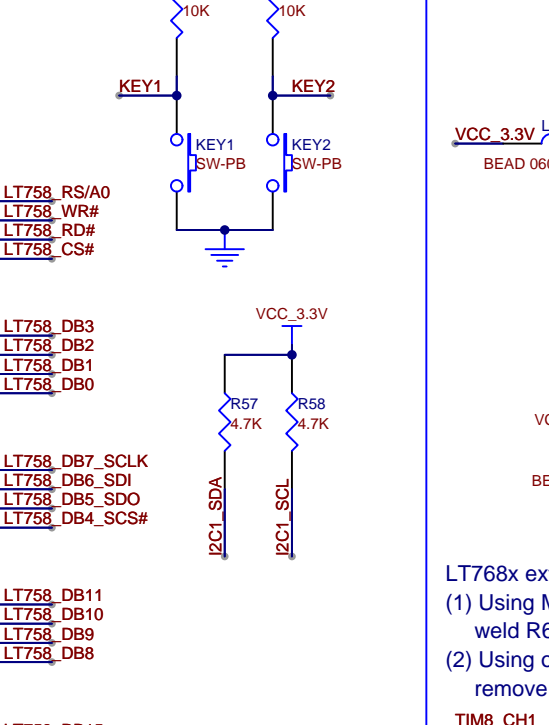 10K
10K
KEY1
KEY2
KEY1
SW-PB
KEY2
SW-PB
LT758_RS/A0
LT758_WR#
LT758_RD#
LT758_CS#
VCC_3.3V
LT758_DB3
LT758_DB2
LT758_DB1
LT758_DB0
R57
4.7K
R58
4.7K
LT758_DB7_SCLK
LT758_DB6_SDI
LT758_DB5_SDO
LT758_DB4_SCS#
I2C1_SDA
I2C1_SCL
LT758_DB11
LT758_DB10
LT758_DB9
LT758_DB8
VCC_3.3V
L
BEAD 060
VC
BE
LT768x ext
(1) Using M
weld R6
(2) Using o
remove
TIM8_CH1